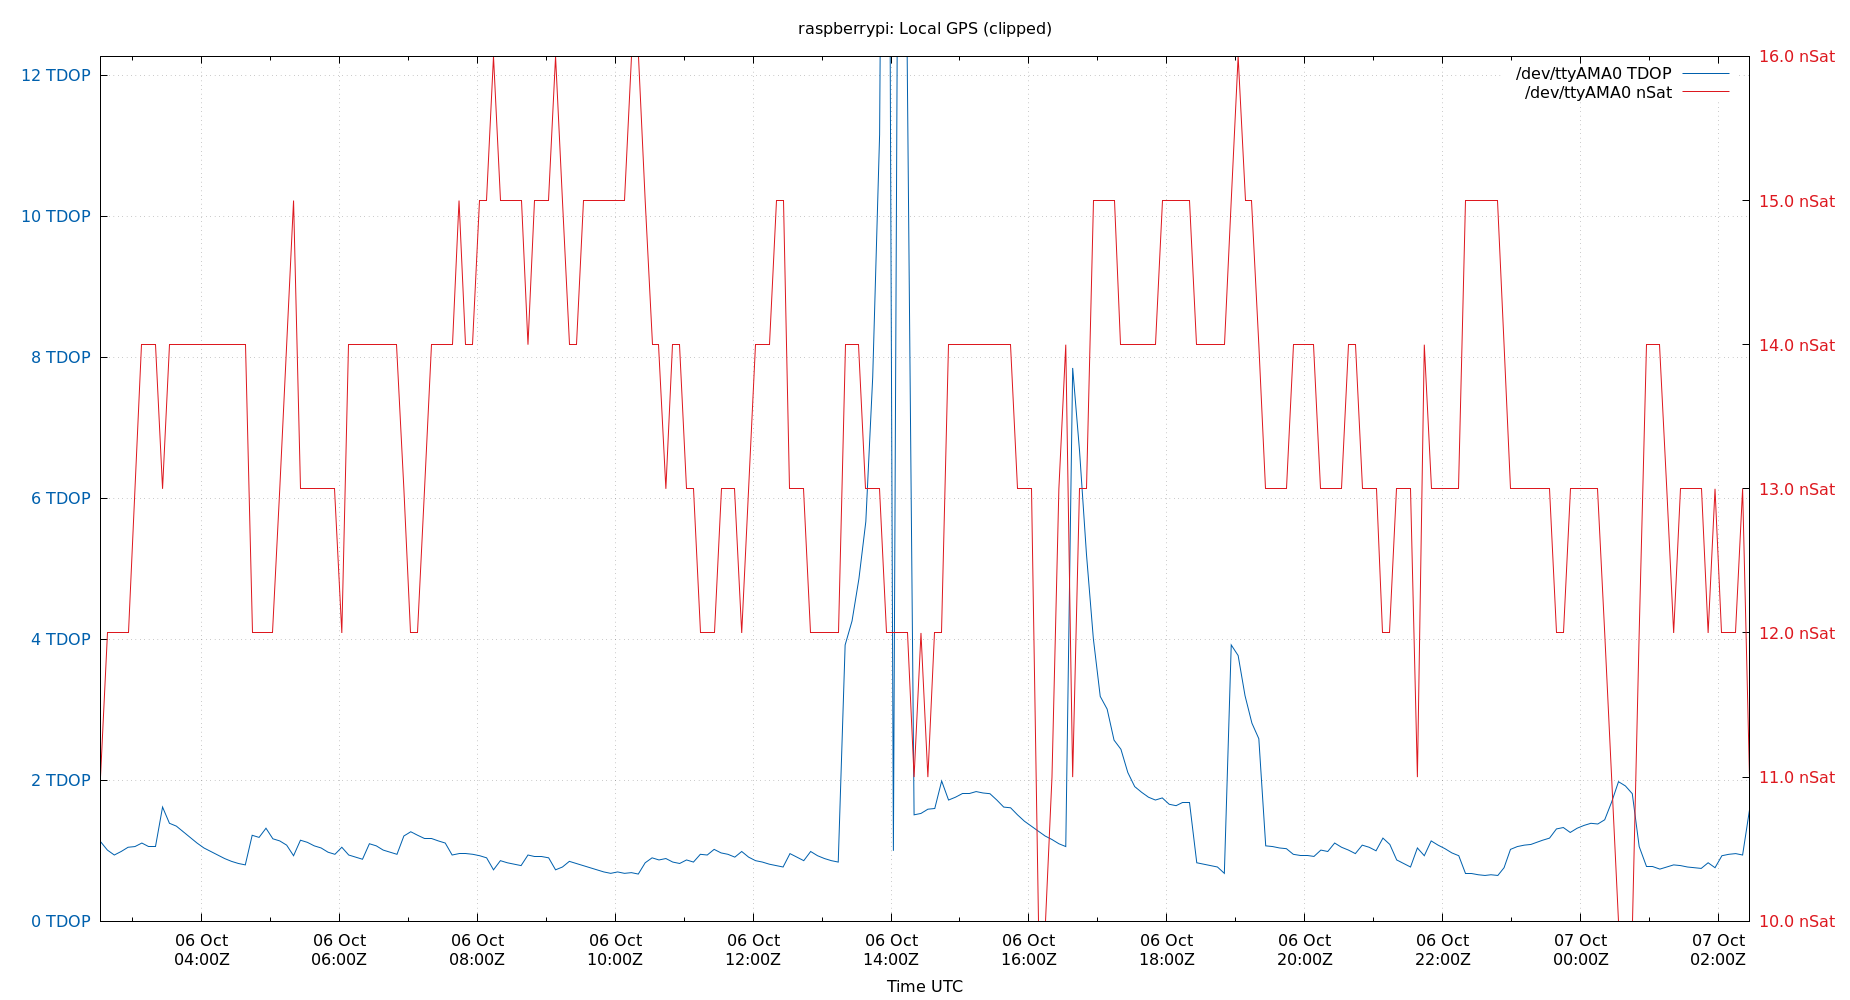 raspberrypi: Local GPS (clipped)
12 TDOP
10 TDOP
8 TDOP
6 TDOP
4 TDOP
2 TDOP
0 TDOP
16.0 nSat
15.0 nSat
14.0 nSat
13.0 nSat
12.0 nSat
11.0 nSat
10.0 nSat
/dev/ttyAMA0 TDOP
/dev/ttyAMA0 nSat
06 Oct
04:00Z
06 Oct
06:00Z
06 Oct
08:00Z
06 Oct
10:00Z
06 Oct
12:00Z
06 Oct
14:00Z
06 Oct
16:00Z
06 Oct
18:00Z
06 Oct
20:00Z
06 Oct
22:00Z
07 Oct
00:00Z
07 Oct
02:00Z
Time UTC